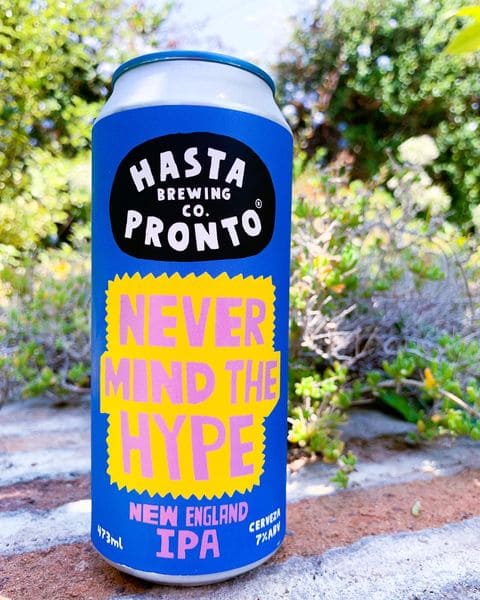 HASTA
BREWING
CO.
PRONTO®
NEVER
MIND THE
HYPE
NEW ENGLAND
IPA
473ml
CERVEZA
7% ABV